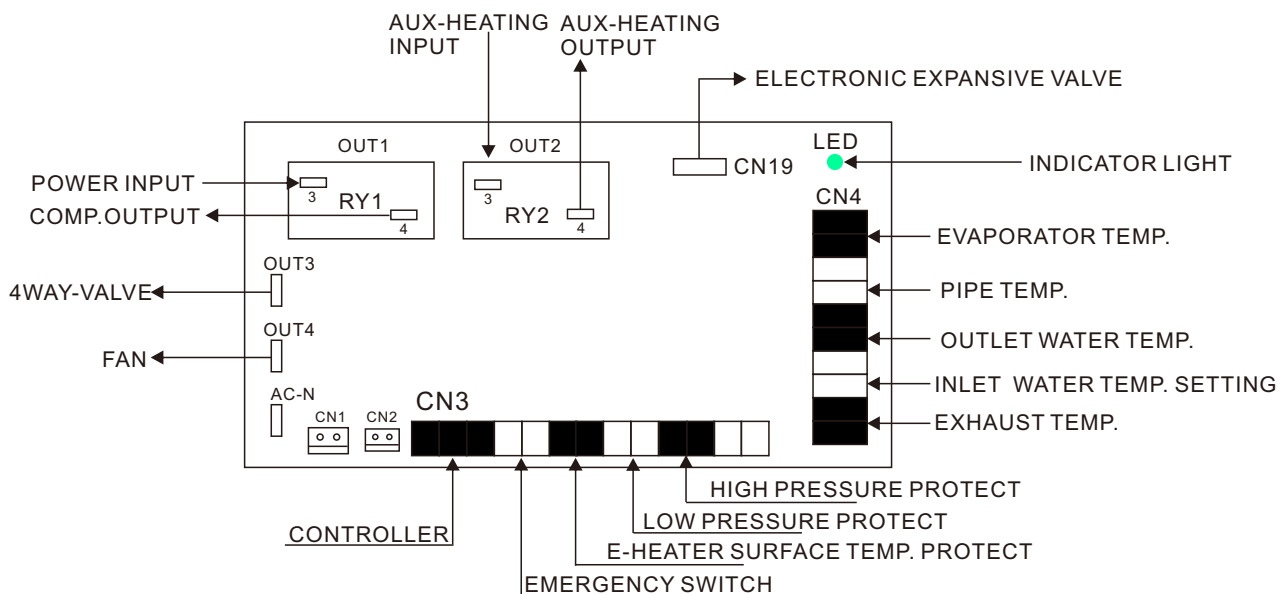 AUX-HEATING INPUT
AUX-HEATING OUTPUT
ELECTRONIC EXPANSIVE VALVE
OUT1
OUT2
LED
CN19
INDICATOR LIGHT
POWER INPUT
3
RY1
COMP.OUTPUT
4
3
RY2
4
CN4
EVAPORATOR TEMP.
PIPE TEMP.
OUTLET WATER TEMP.
INLET WATER TEMP. SETTING
EXHAUST TEMP.
OUT3
4WAY-VALVE
OUT4
FAN
AC-N
CN1
CN2
CN3
HIGH PRESSURE PROTECT
LOW PRESSURE PROTECT
CONTROLLER
E-HEATER SURFACE TEMP. PROTECT
EMERGENCY SWITCH